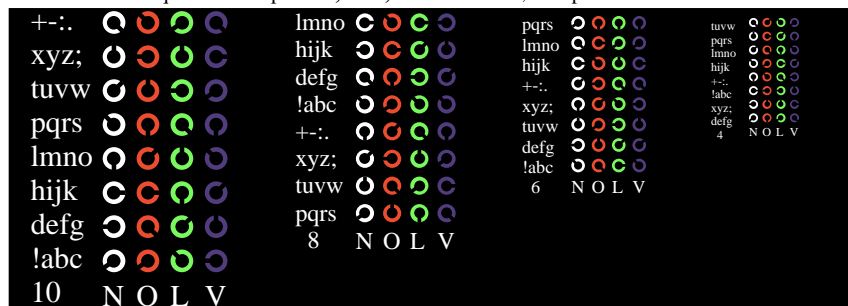 +-:.
xyz;
tuvw
pqrs
lmno
hijk
defg
!abc
10 N O L V
lmno
hijk
defg
!abc
+-:.
xyz;
tuvw
pqrs
8 N O L V
pqrs
lmno
hijk
+-:.
xyz;
tuvw
defg
!abc
6 N O L V
tuvw
pqrs
lmno
hijk
+-:.
!abc
xyz;
defg
4 N O L V